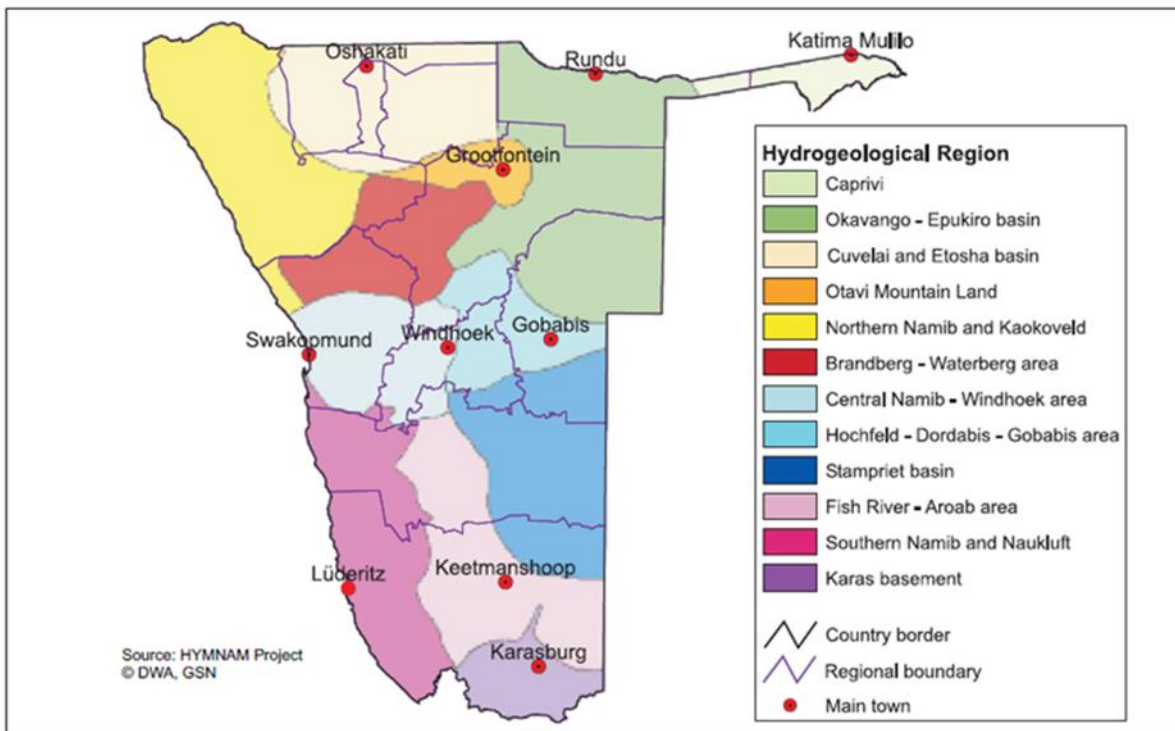 Oshakati
Rundu
Katima Mulilo
Grootfontein
Swakopmund
Windhoek
Gobabis
Lüderitz
Keetmanshoop
Karasburg
Source: HYMNAM Project
© DWA, GSN
Hydrogeological Region
Caprivi
Okavango - Epukiro basin
Cuvelai and Etosha basin
Otavi Mountain Land
Northern Namib and Kaokoveld
Brandberg - Waterberg area
Central Namib - Windhoek area
Hochfeld - Dordabis - Gobabis area
Stampriet basin
Fish River - Aroab area
Southern Namib and Naukluft
Karas basement
Country border
Regional boundary
Main town